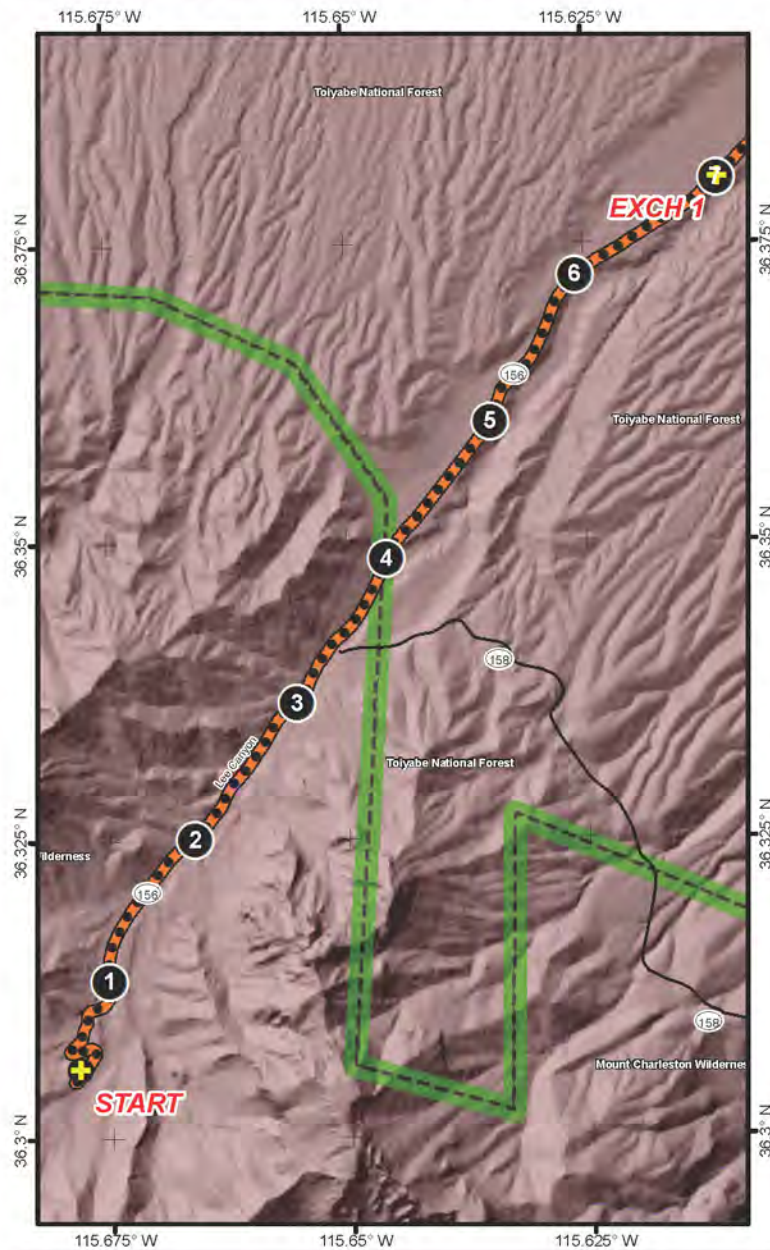 115.675° W
115.65° W
115.625° W
Toiyabe National Forest
EXCH 1
36.375° N
36.375° N
6
156
5
Toiyabe National Forest
36.35° N
36.35° N
4
158
3
Lee Canyon
Toiyabe National Forest
2
36.325° N
36.325° N
ilderness
156
1
158
Mount Charleston Wildernes
START
36.3° N
36.3° N
115.675° W
115.65° W
115.625° W